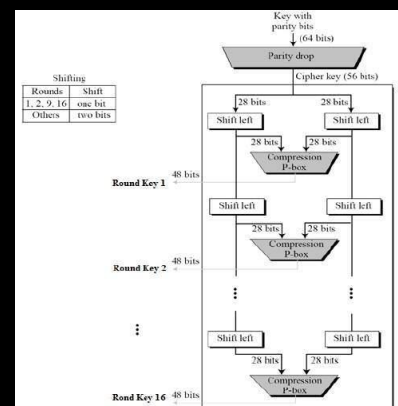 Key with
parity bits
(64 bits)
Parity drop
Cipher key (56 bits)
Shifting
Rounds Shift
1, 2, 9, 16 one bit
Others two bits
28 bits 28 bits
Shift left Shift left
28 bits 28 bits
Compression
P-box
48 bits
Round Key 1
Shift left Shift left
28 bits 28 bits
Compression
P-box
48 bits
Round Key 2
Shift left Shift left
28 bits 28 bits
Compression
P-box
48 bits
Rond Key 16